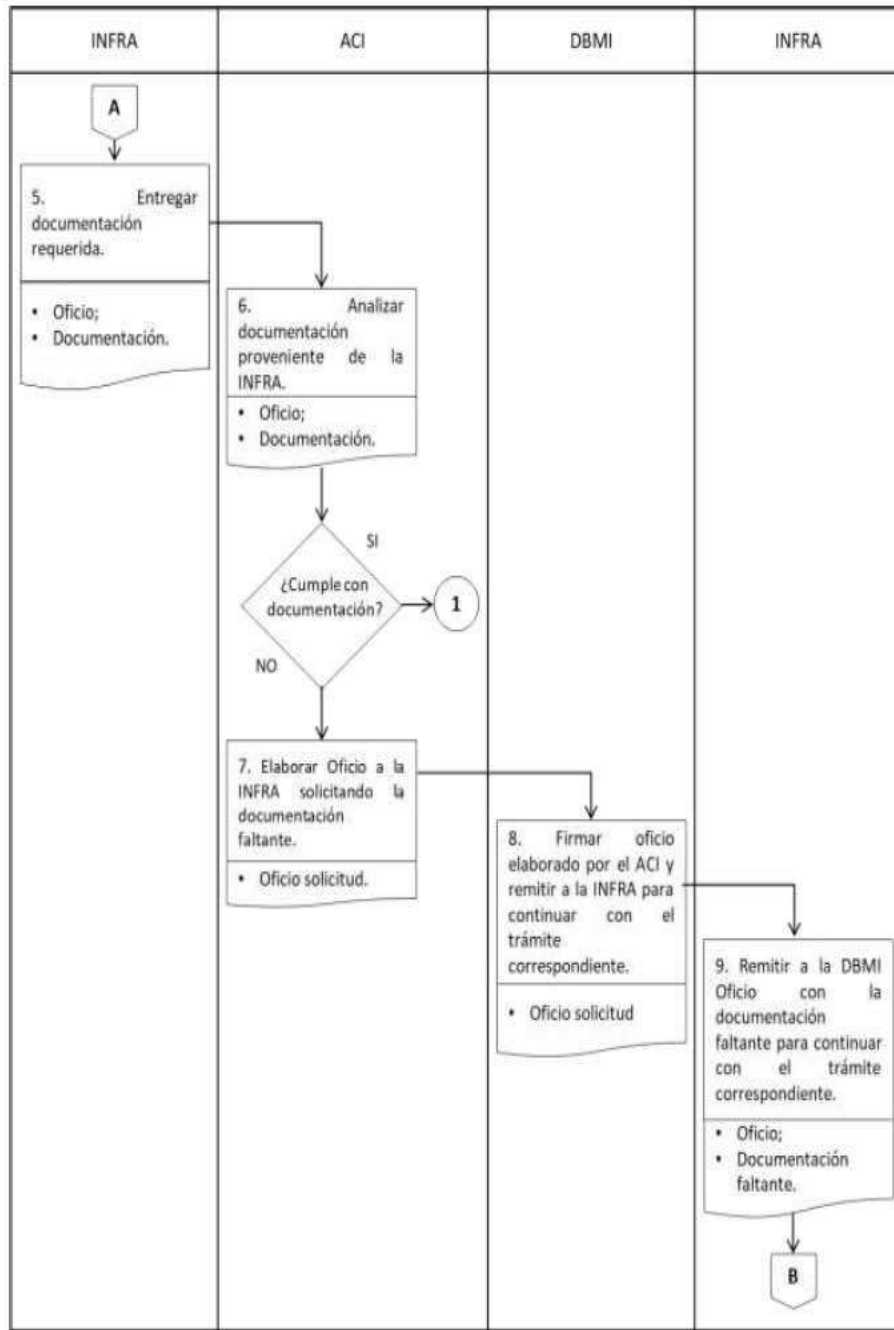 INFRA
ACI
DBMI
INFRA
A
5. Entregar
documentación
requerida.
• Oficio;
• Documentación.
6. Analizar
documentación
proveniente de la
INFRA.
• Oficio;
• Documentación.
SI
¿Cumple con
documentación?
1
NO
7. Elaborar Oficio a la
INFRA solicitando la
documentación
faltante.
• Oficio solicitud.
8. Firmar oficio
elaborado por el ACI y
remitir a la INFRA para
continuar con el
trámite
correspondiente.
• Oficio solicitud
9. Remitir a la DBMI
Oficio con la
documentación
faltante para continuar
con el trámite
correspondiente.
• Oficio;
• Documentación
faltante.
B